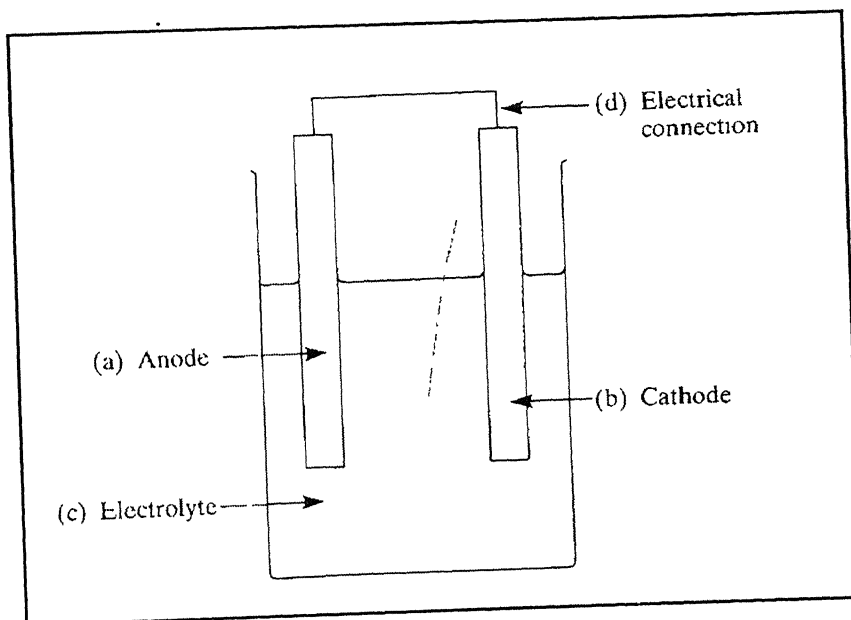 (d) Electrical
connection
(a) Anode
(b) Cathode
(c) Electrolyte